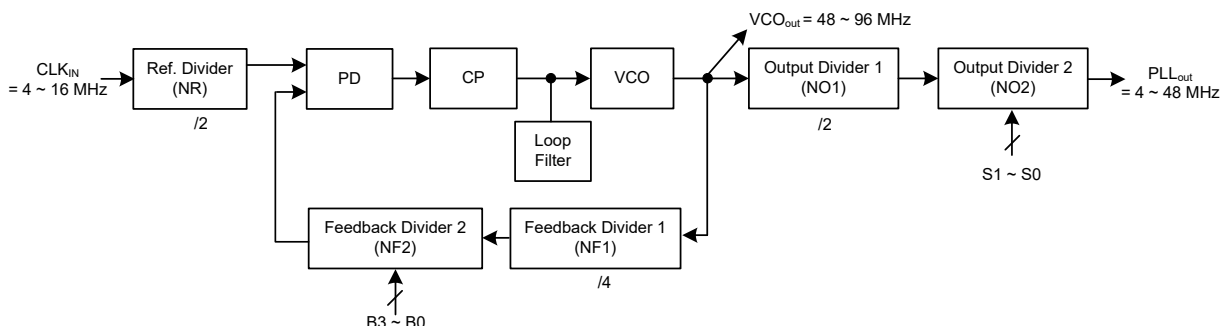 VCOout = 48 ~ 96 MHz
CLKIN
= 4 ~ 16 MHz
Ref. Divider
(NR)
/2
PD
CP
VCO
Loop
Filter
Output Divider 1
(NO1)
/2
Output Divider 2
(NO2)
PLLout
= 4 ~ 48 MHz
S1 ~ S0
Feedback Divider 2
(NF2)
Feedback Divider 1
(NF1)
/4
B3 ~ B0